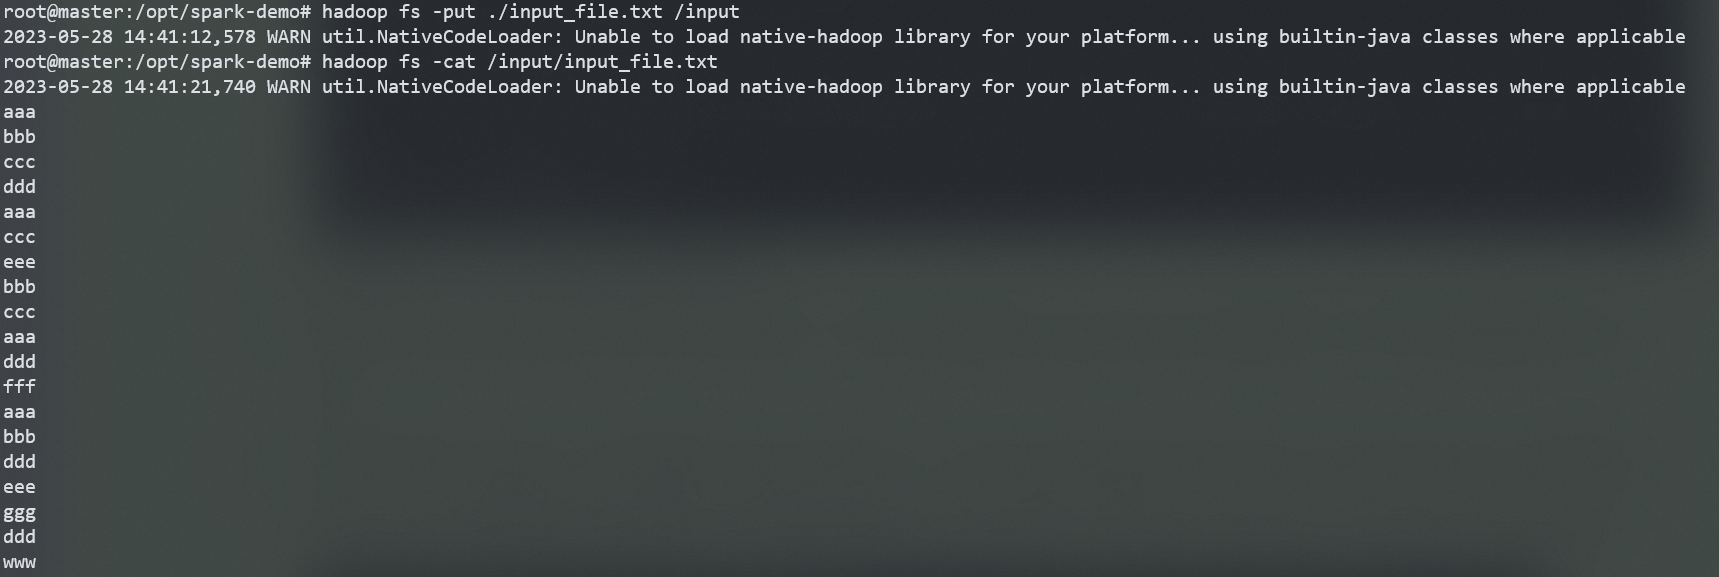 root@master:/opt/spark-demo# hadoop fs -put ./input_file.txt /input
2023-05-28 14:41:12,578 WARN util.NativeCodeLoader: Unable to load native-hadoop library for your platform... using builtin-java classes where applicable
root@master:/opt/spark-demo# hadoop fs -cat /input/input_file.txt
2023-05-28 14:41:21,740 WARN util.NativeCodeLoader: Unable to load native-hadoop library for your platform... using builtin-java classes where applicable
aaa
bbb
ccc
ddd
aaa
ccc
eee
bbb
ccc
aaa
ddd
fff
aaa
bbb
ddd
eee
ggg
ddd
www